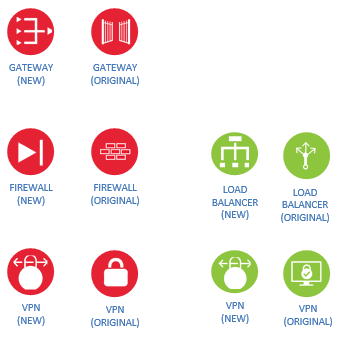 GATEWAY
(NEW)
GATEWAY
(ORIGINAL)
FIREWALL
(NEW)
FIREWALL
(ORIGINAL)
LOAD
BALANCER
(NEW)
LOAD
BALANCER
(ORIGINAL)
VPN
(NEW)
VPN
(ORIGINAL)
VPN
(NEW)
VPN
(ORIGINAL)